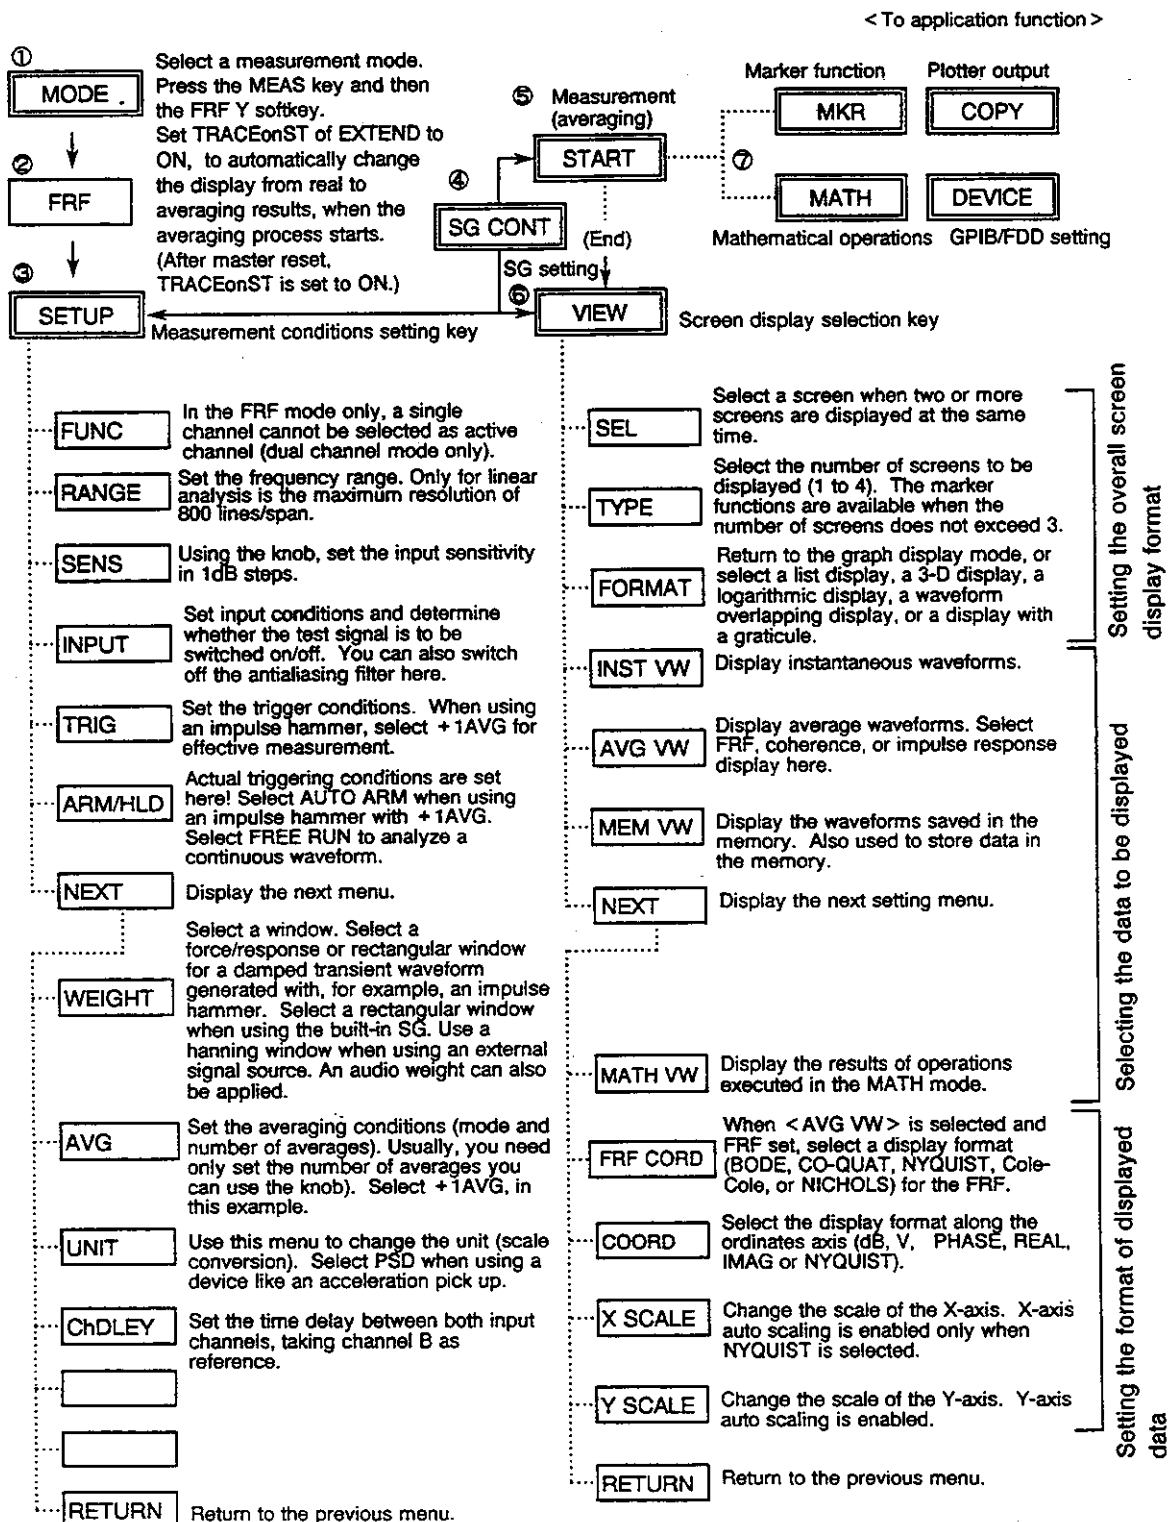 < To application function >
①
MODE .
Select a measurement mode.
Press the MEAS key and then
the FRF Y softkey.
Set TRACEonST of EXTEND to
ON, to automatically change
the display from real to
averaging results, when the
averaging process starts.
(After master reset,
TRACEonST is set to ON.)
②
FRF
③
SETUP
Measurement conditions setting key
④
SG CONT
SG setting
⑤ Measurement
(averaging)
START
(End)
⑥
VIEW
Screen display selection key
Marker function
MKR
Plotter output
COPY
⑦
MATH
DEVICE
Mathematical operations
GPIB/FDD setting
FUNC
In the FRF mode only, a single
channel cannot be selected as active
channel (dual channel mode only).
RANGE
Set the frequency range. Only for linear
analysis is the maximum resolution of
800 lines/span.
SENS
Using the knob, set the input sensitivity
in 1dB steps.
INPUT
Set input conditions and determine
whether the test signal is to be
switched on/off. You can also switch
off the antialiasing filter here.
TRIG
Set the trigger conditions. When using
an impulse hammer, select +1AVG for
effective measurement.
ARM/HLD
Actual triggering conditions are set
here! Select AUTO ARM when using
an impulse hammer with +1AVG.
Select FREE RUN to analyze a
continuous waveform.
NEXT
Display the next menu.
WEIGHT
Select a window. Select a
force/response or rectangular window
for a damped transient waveform
generated with, for example, an impulse
hammer. Select a rectangular window
when using the built-in SG. Use a
hanning window when using an external
signal source. An audio weight can also
be applied.
AVG
Set the averaging conditions (mode and
number of averages). Usually, you need
only set the number of averages you
can use the knob). Select +1AVG, in
this example.
UNIT
Use this menu to change the unit (scale
conversion). Select PSD when using a
device like an acceleration pick up.
ChDLEY
Set the time delay between both input
channels, taking channel B as
reference.
RETURN
Return to the previous menu.
SEL
Select a screen when two or more
screens are displayed at the same
time.
TYPE
Select the number of screens to be
displayed (1 to 4). The marker
functions are available when the
number of screens does not exceed 3.
FORMAT
Return to the graph display mode, or
select a list display, a 3-D display, a
logarithmic display, a waveform
overlapping display, or a display with
a graticule.
Setting the overall screen
display format
INST VW
Display instantaneous waveforms.
AVG VW
Display average waveforms. Select
FRF, coherence, or impulse response
display here.
MEM VW
Display the waveforms saved in the
memory. Also used to store data in
the memory.
NEXT
Display the next setting menu.
MATH VW
Display the results of operations
executed in the MATH mode.
Selecting the data to be displayed
FRF CORD
When <AVG VW> is selected and
FRF set, select a display format
(BODE, CO-QUAT, NYQUIST, Cole-
Cole, or NICHOLS) for the FRF.
COORD
Select the display format along the
ordinates axis (dB, V, PHASE, REAL,
IMAG or NYQUIST).
X SCALE
Change the scale of the X-axis. X-axis
auto scaling is enabled only when
NYQUIST is selected.
Y SCALE
Change the scale of the Y-axis. Y-axis
auto scaling is enabled.
Setting the format of displayed
data
RETURN
Return to the previous menu.